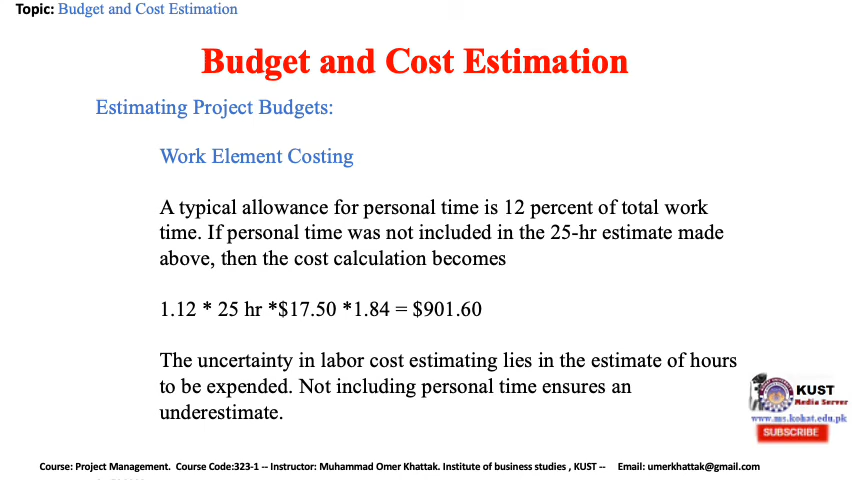 Topic: Budget and Cost Estimation
Budget and Cost Estimation
Estimating Project Budgets:
Work Element Costing
A typical allowance for personal time is 12 percent of total work
time. If personal time was not included in the 25-hr estimate made
above, then the cost calculation becomes
1.12 * 25 hr *$17.50 *1.84 = $901.60
The uncertainty in labor cost estimating lies in the estimate of hours
to be expended. Not including personal time ensures an
underestimate.
KUST
Media Server
www.ms.kohat.edu.pk
SUBSCRIBE
Course: Project Management. Course Code:323-1 -- Instructor: Muhammad Omer Khattak. Institute of business studies , KUST -- Email: umerkhattak@gmail.com